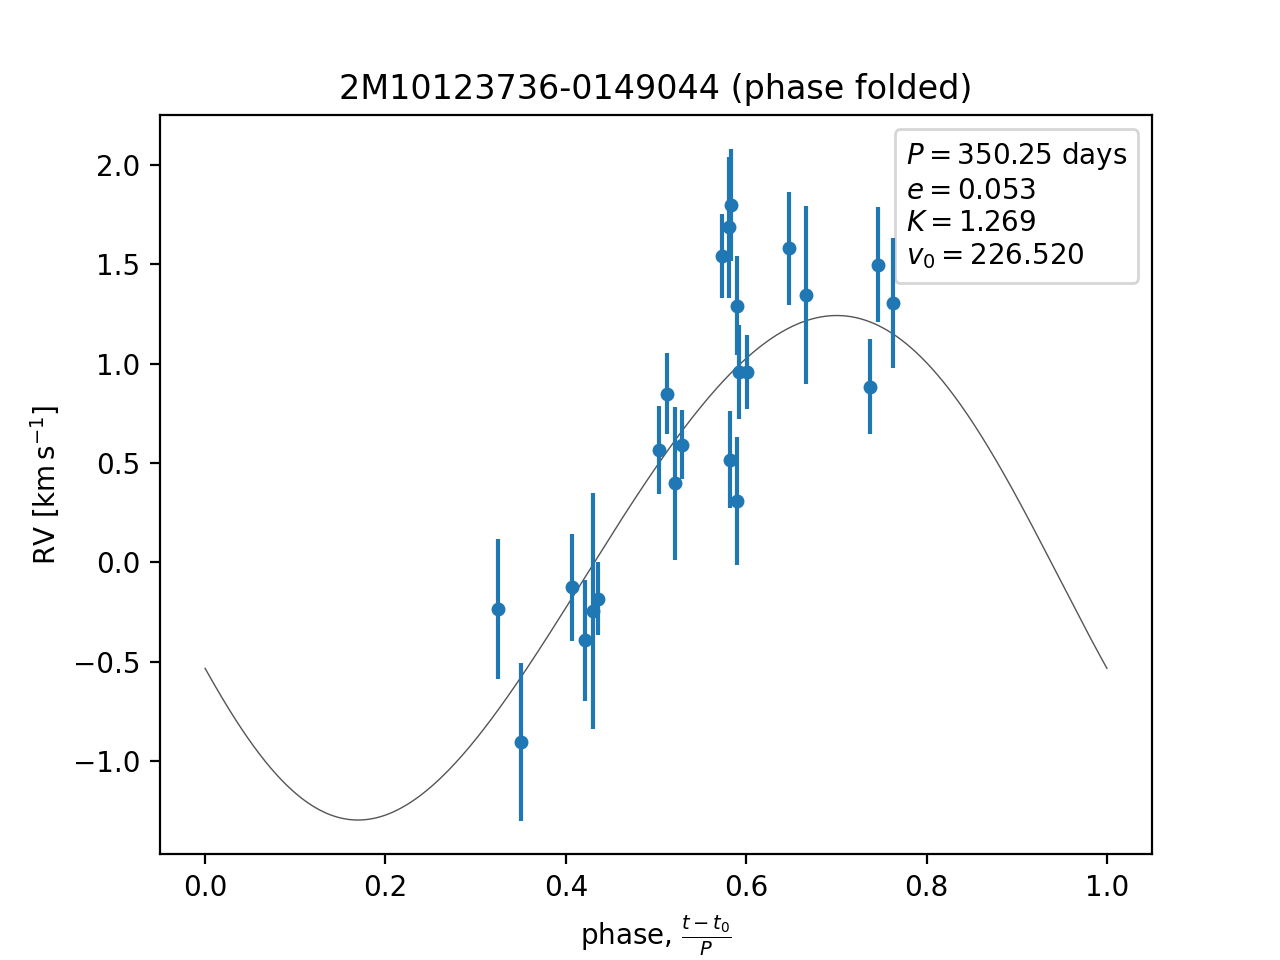 2M10123736-0149044 (phase folded)
P = 350.25 days
e = 0.053
K = 1.269
v₀ = 226.520
2.0
1.5
1.0
0.5
0.0
−0.5
−1.0
RV [km s⁻¹]
0.0 0.2 0.4 0.6 0.8 1.0
phase, (t − t₀)/P